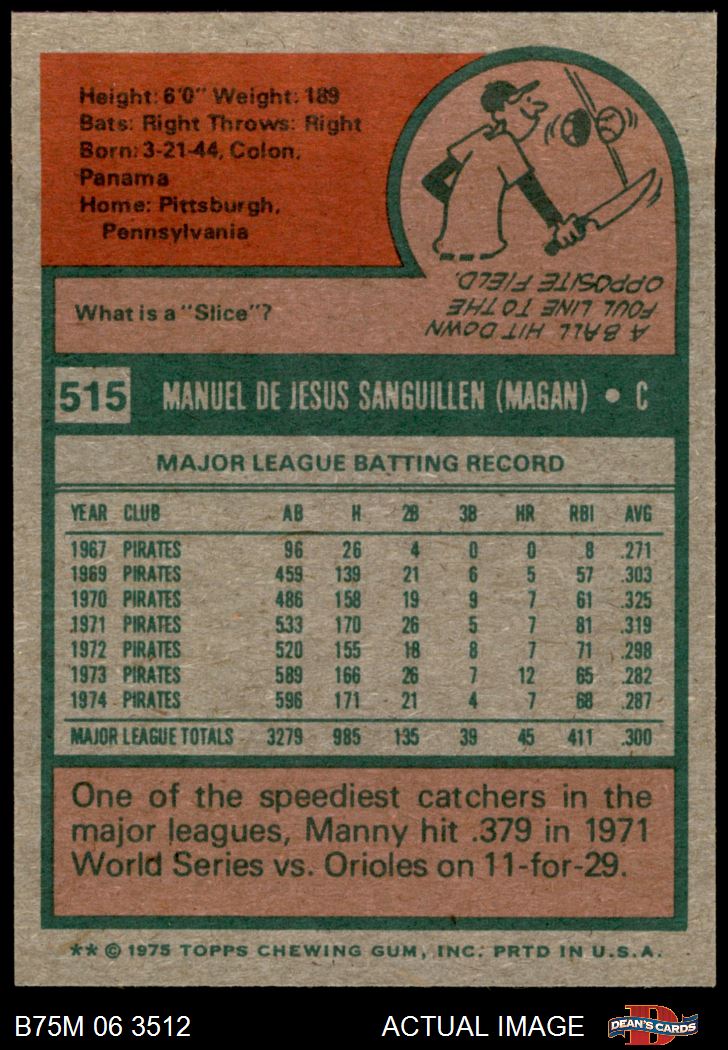 Height: 6'0" Weight: 189
Bats: Right Throws: Right
Born: 3-21-44, Colon,
Panama
Home: Pittsburgh,
Pennsylvania
What is a "Slice"?
A BALL HIT DOWN
FOUL LINE TO THE
OPPOSITE FIELD.
515 MANUEL DE JESUS SANGUILLEN (MAGAN) • C
MAJOR LEAGUE BATTING RECORD
YEAR CLUB AB H 2B 3B HR RBI AVG
1967 PIRATES 96 26 4 0 0 8 .271
1969 PIRATES 459 139 21 6 5 57 .303
1970 PIRATES 486 158 19 9 7 61 .325
1971 PIRATES 533 170 26 5 7 81 .319
1972 PIRATES 520 155 18 8 7 71 .298
1973 PIRATES 589 166 26 7 12 65 .282
1974 PIRATES 596 171 21 4 7 68 .287
MAJOR LEAGUE TOTALS 3279 985 135 39 45 411 .300
One of the speediest catchers in the
major leagues, Manny hit .379 in 1971
World Series vs. Orioles on 11-for-29.
** © 1975 TOPPS CHEWING GUM, INC. PRTD IN U.S.A.
B75M 06 3512 ACTUAL IMAGE D DEAN'S CARDS